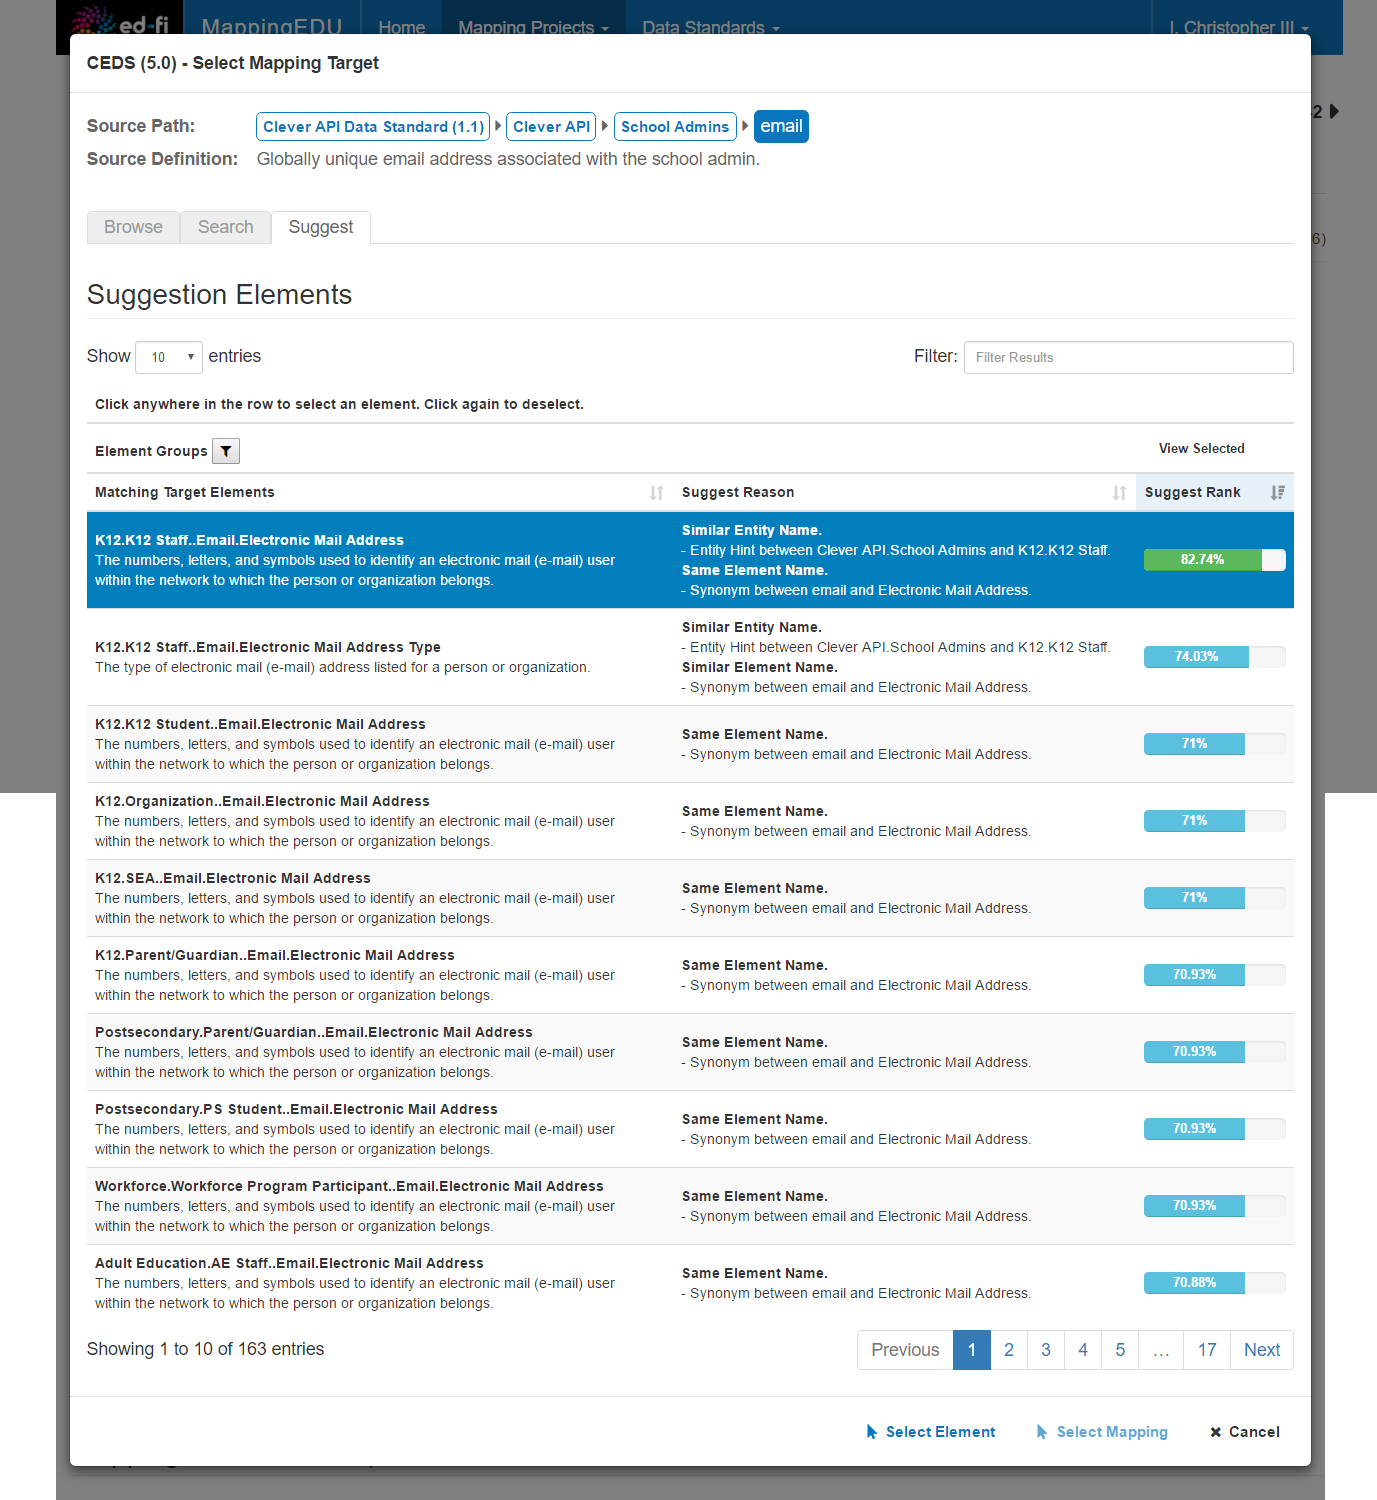 ed-fi MappingEDU Home Mapping Projects Data Standards I. Christopher III
CEDS (5.0) - Select Mapping Target
Source Path: Clever API Data Standard (1.1) Clever API School Admins email
Source Definition: Globally unique email address associated with the school admin.
Browse Search Suggest
Suggestion Elements
Show 10 entries Filter: Filter Results
Click anywhere in the row to select an element. Click again to deselect.
Element Groups View Selected
Matching Target Elements Suggest Reason Suggest Rank
K12.K12 Staff..Email.Electronic Mail Address
The numbers, letters, and symbols used to identify an electronic mail (e-mail) user
within the network to which the person or organization belongs.
Similar Entity Name.
- Entity Hint between Clever API.School Admins and K12.K12 Staff.
Same Element Name.
- Synonym between email and Electronic Mail Address.
82.74%
K12.K12 Staff..Email.Electronic Mail Address Type
The type of electronic mail (e-mail) address listed for a person or organization.
Similar Entity Name.
- Entity Hint between Clever API.School Admins and K12.K12 Staff.
Similar Element Name.
- Synonym between email and Electronic Mail Address.
74.03%
K12.K12 Student..Email.Electronic Mail Address
The numbers, letters, and symbols used to identify an electronic mail (e-mail) user
within the network to which the person or organization belongs.
Same Element Name.
- Synonym between email and Electronic Mail Address.
71%
K12.Organization..Email.Electronic Mail Address
The numbers, letters, and symbols used to identify an electronic mail (e-mail) user
within the network to which the person or organization belongs.
Same Element Name.
- Synonym between email and Electronic Mail Address.
71%
K12.SEA..Email.Electronic Mail Address
The numbers, letters, and symbols used to identify an electronic mail (e-mail) user
within the network to which the person or organization belongs.
Same Element Name.
- Synonym between email and Electronic Mail Address.
71%
K12.Parent/Guardian..Email.Electronic Mail Address
The numbers, letters, and symbols used to identify an electronic mail (e-mail) user
within the network to which the person or organization belongs.
Same Element Name.
- Synonym between email and Electronic Mail Address.
70.93%
Postsecondary.Parent/Guardian..Email.Electronic Mail Address
The numbers, letters, and symbols used to identify an electronic mail (e-mail) user
within the network to which the person or organization belongs.
Same Element Name.
- Synonym between email and Electronic Mail Address.
70.93%
Postsecondary.PS Student..Email.Electronic Mail Address
The numbers, letters, and symbols used to identify an electronic mail (e-mail) user
within the network to which the person or organization belongs.
Same Element Name.
- Synonym between email and Electronic Mail Address.
70.93%
Workforce.Workforce Program Participant..Email.Electronic Mail Address
The numbers, letters, and symbols used to identify an electronic mail (e-mail) user
within the network to which the person or organization belongs.
Same Element Name.
- Synonym between email and Electronic Mail Address.
70.93%
Adult Education.AE Staff..Email.Electronic Mail Address
The numbers, letters, and symbols used to identify an electronic mail (e-mail) user
within the network to which the person or organization belongs.
Same Element Name.
- Synonym between email and Electronic Mail Address.
70.88%
Showing 1 to 10 of 163 entries Previous 1 2 3 4 5 … 17 Next
Select Element Select Mapping Cancel